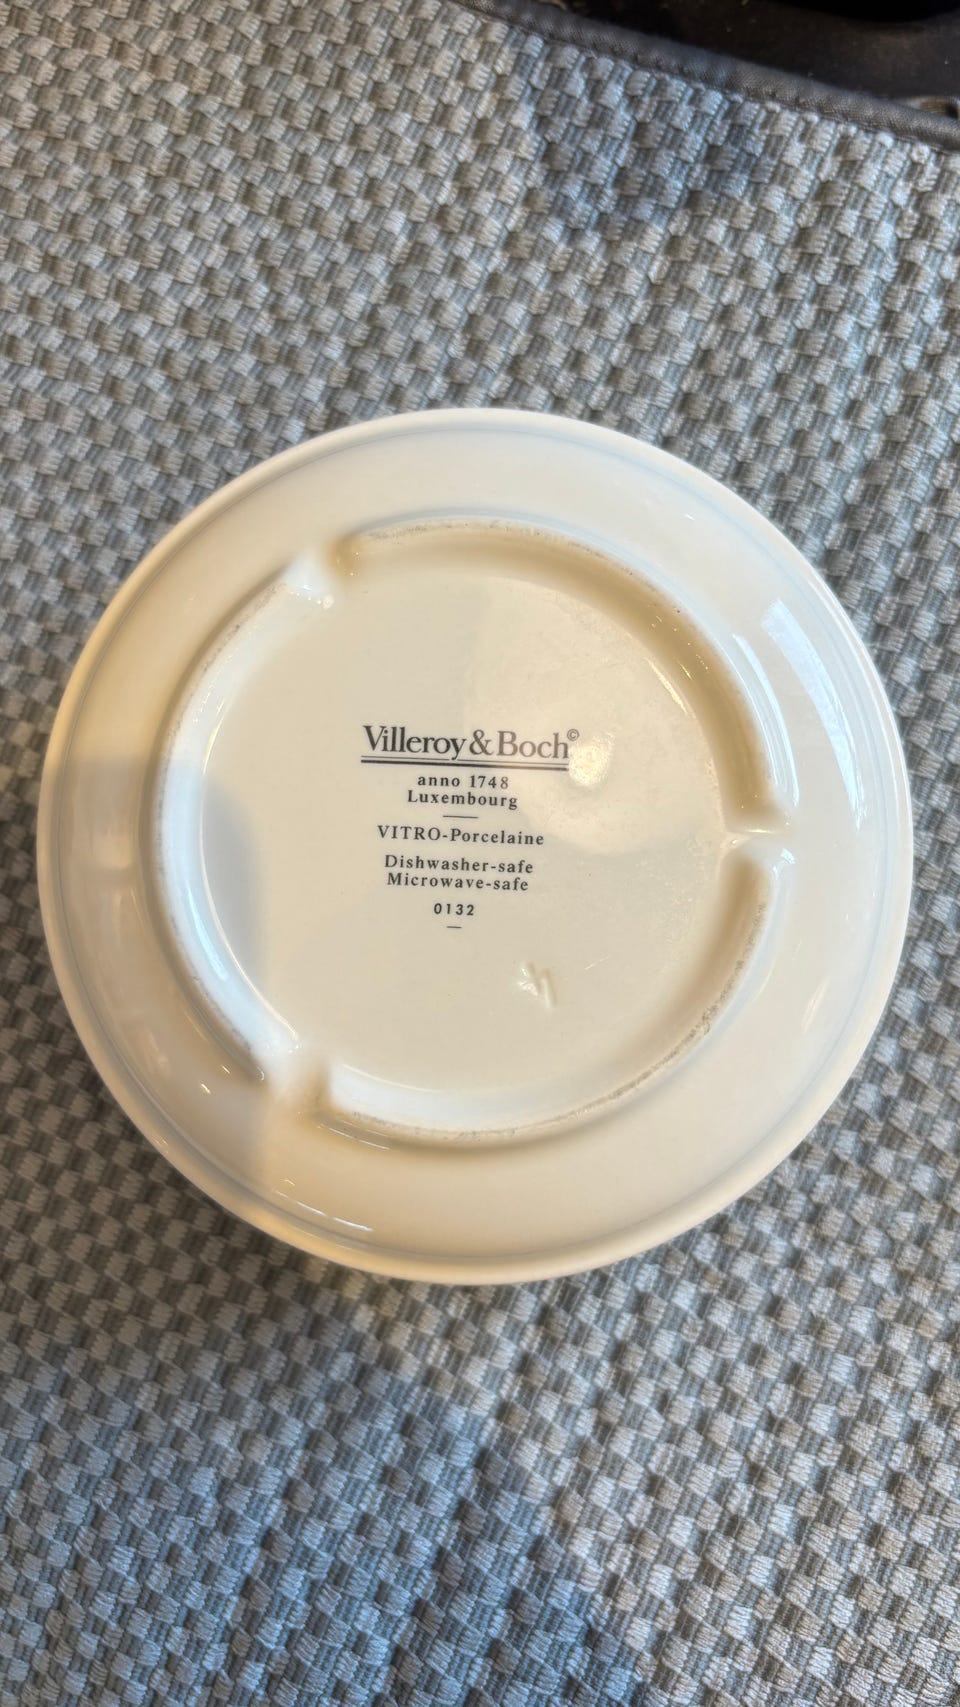 Villeroy & Boch©
anno 1748
Luxembourg
VITRO-Porcelaine
Dishwasher-safe
Microwave-safe
0132